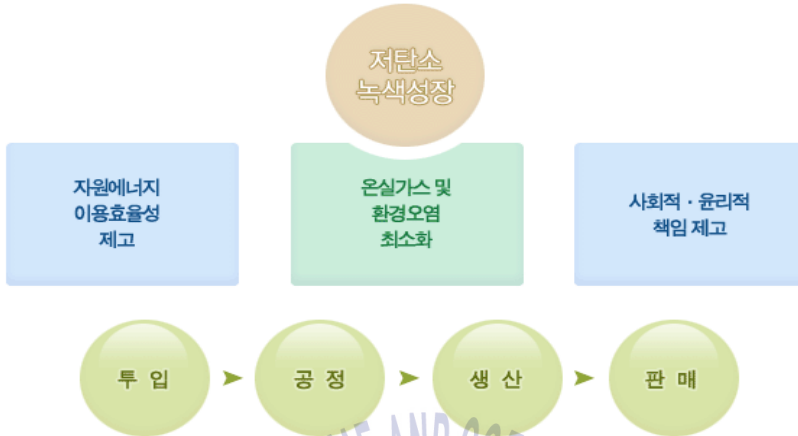 저탄소
녹색성장
자원에너지
이용효율성
제고
온실가스 및
환경오염
최소화
사회적 · 윤리적
책임 제고
투 입
공 정
생 산
판 매